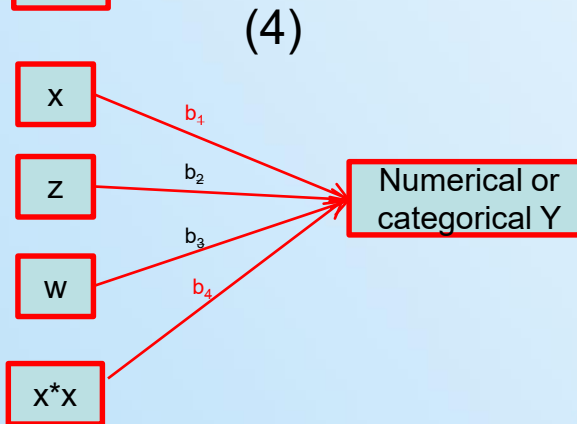 (4)
x
b₁
z
b₂
Numerical or
categorical Y
b₃
w
b₄
x*x